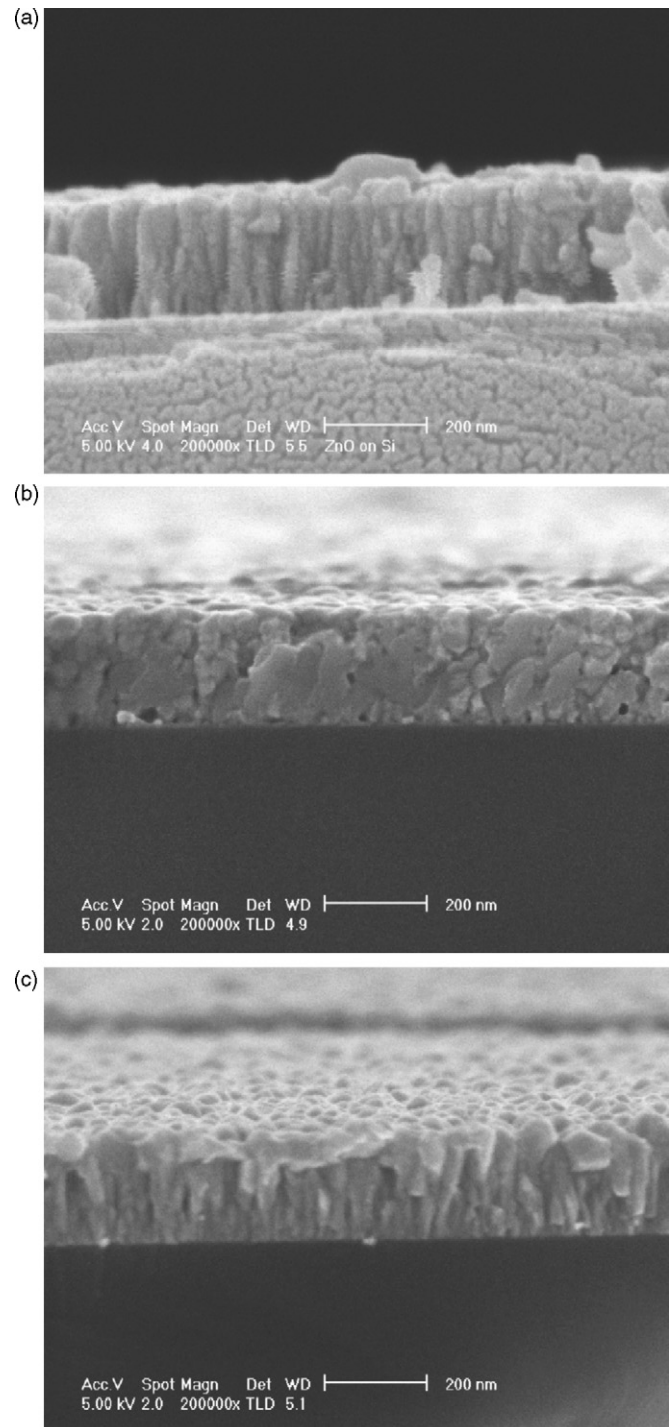 (a)
Acc.V Spot Magn Det WD 200 nm
5.00 kV 4.0 200000x TLD 5.5 ZnO on Si
(b)
Acc.V Spot Magn Det WD 200 nm
5.00 kV 2.0 200000x TLD 4.9
(c)
Acc.V Spot Magn Det WD 200 nm
5.00 kV 2.0 200000x TLD 5.1